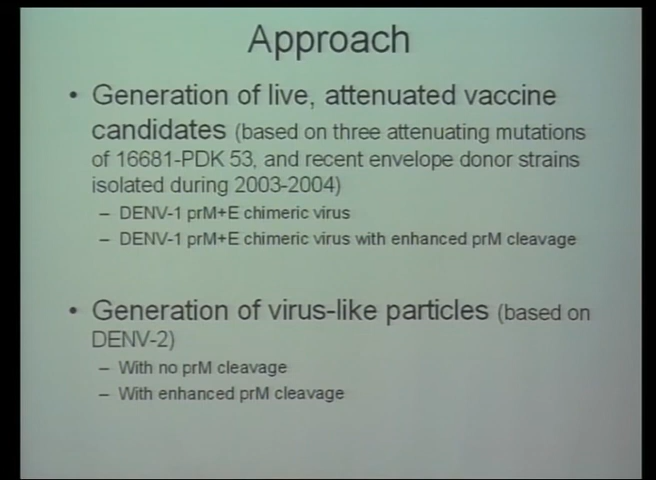 Approach
• Generation of live, attenuated vaccine
candidates (based on three attenuating mutations
of 16681-PDK 53, and recent envelope donor strains
isolated during 2003-2004)
– DENV-1 prM+E chimeric virus
– DENV-1 prM+E chimeric virus with enhanced prM cleavage
• Generation of virus-like particles (based on
DENV-2)
– With no prM cleavage
– With enhanced prM cleavage